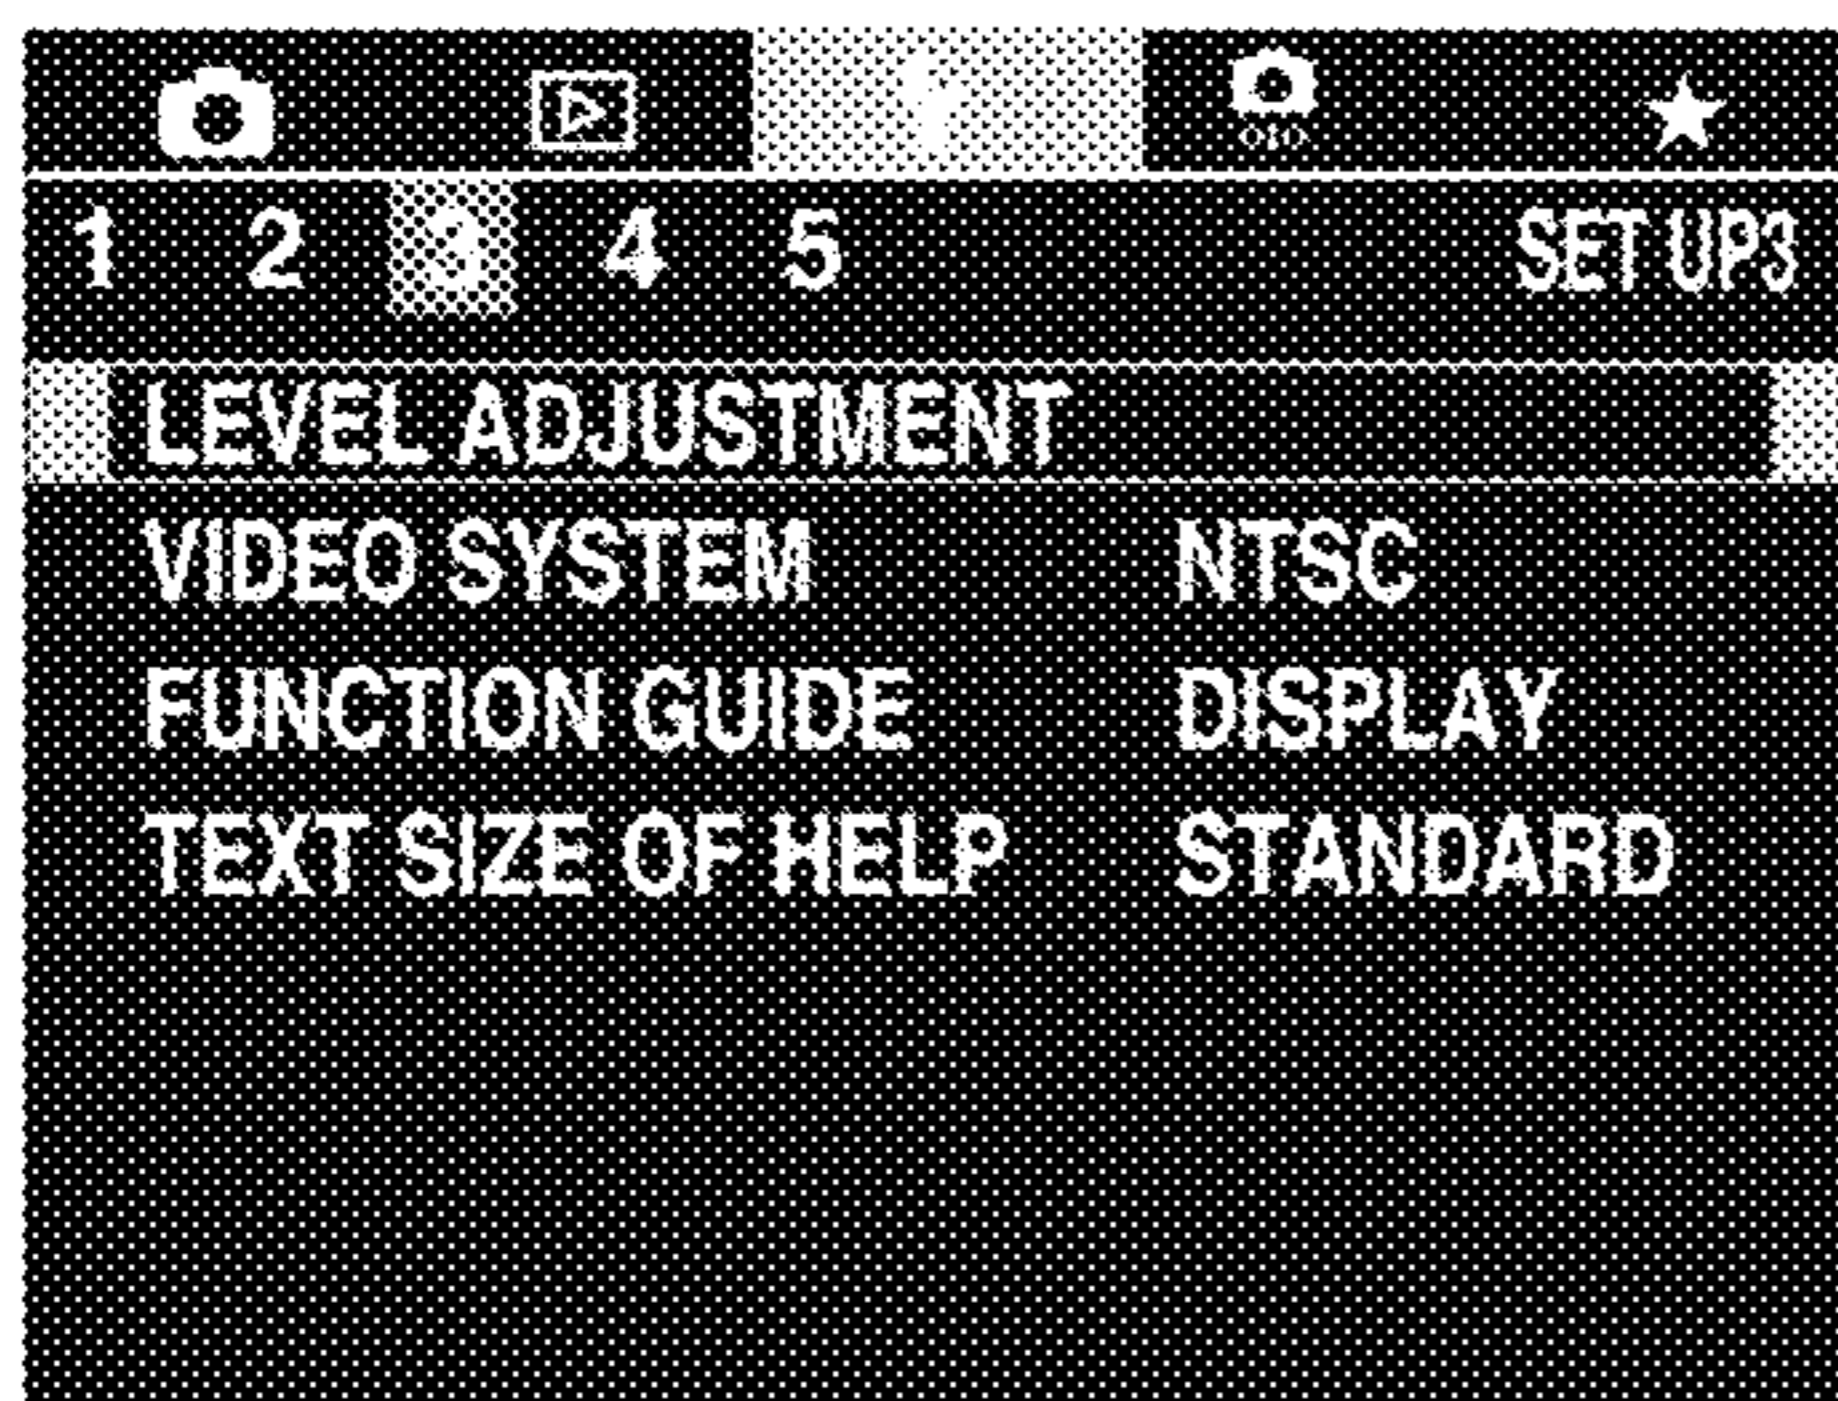 1 2 3 4 5 SET UP3
LEVEL ADJUSTMENT
VIDEO SYSTEM NTSC
FUNCTION GUIDE DISPLAY
TEXT SIZE OF HELP STANDARD